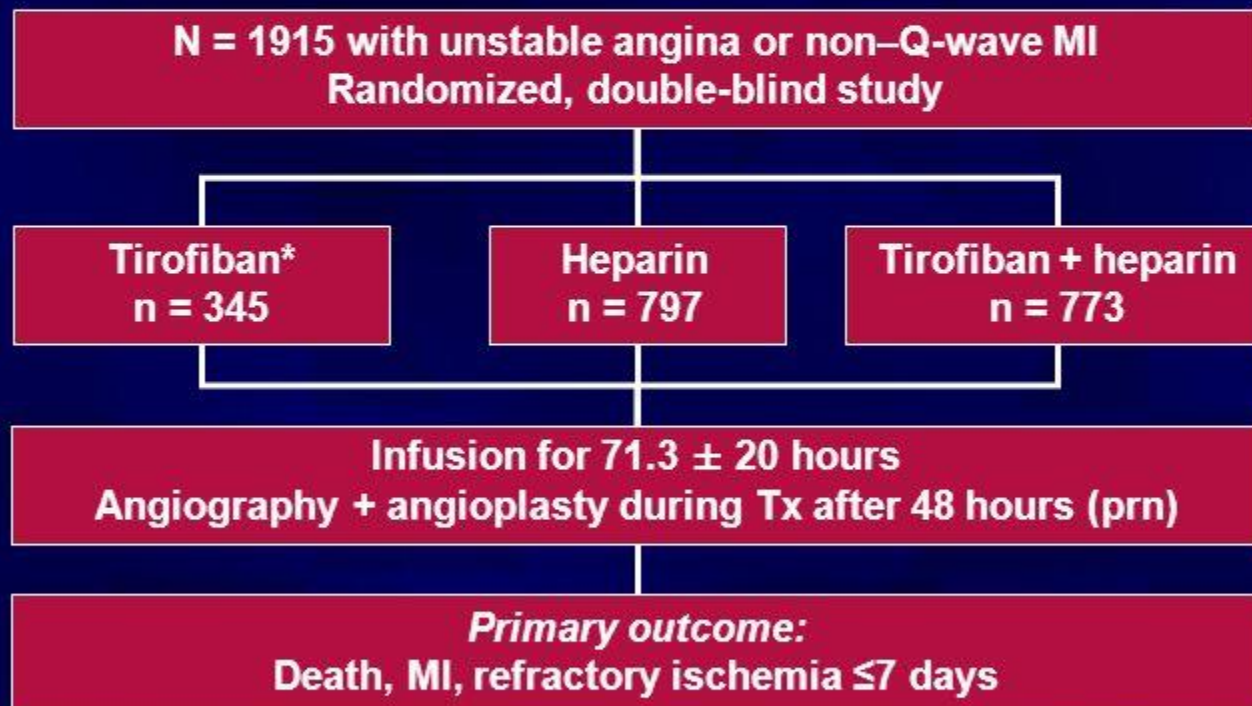 N = 1915 with unstable angina or non–Q-wave MI
Randomized, double-blind study
Tirofiban*
n = 345
Heparin
n = 797
Tirofiban + heparin
n = 773
Infusion for 71.3 ± 20 hours
Angiography + angioplasty during Tx after 48 hours (prn)
Primary outcome:
Death, MI, refractory ischemia ≤7 days